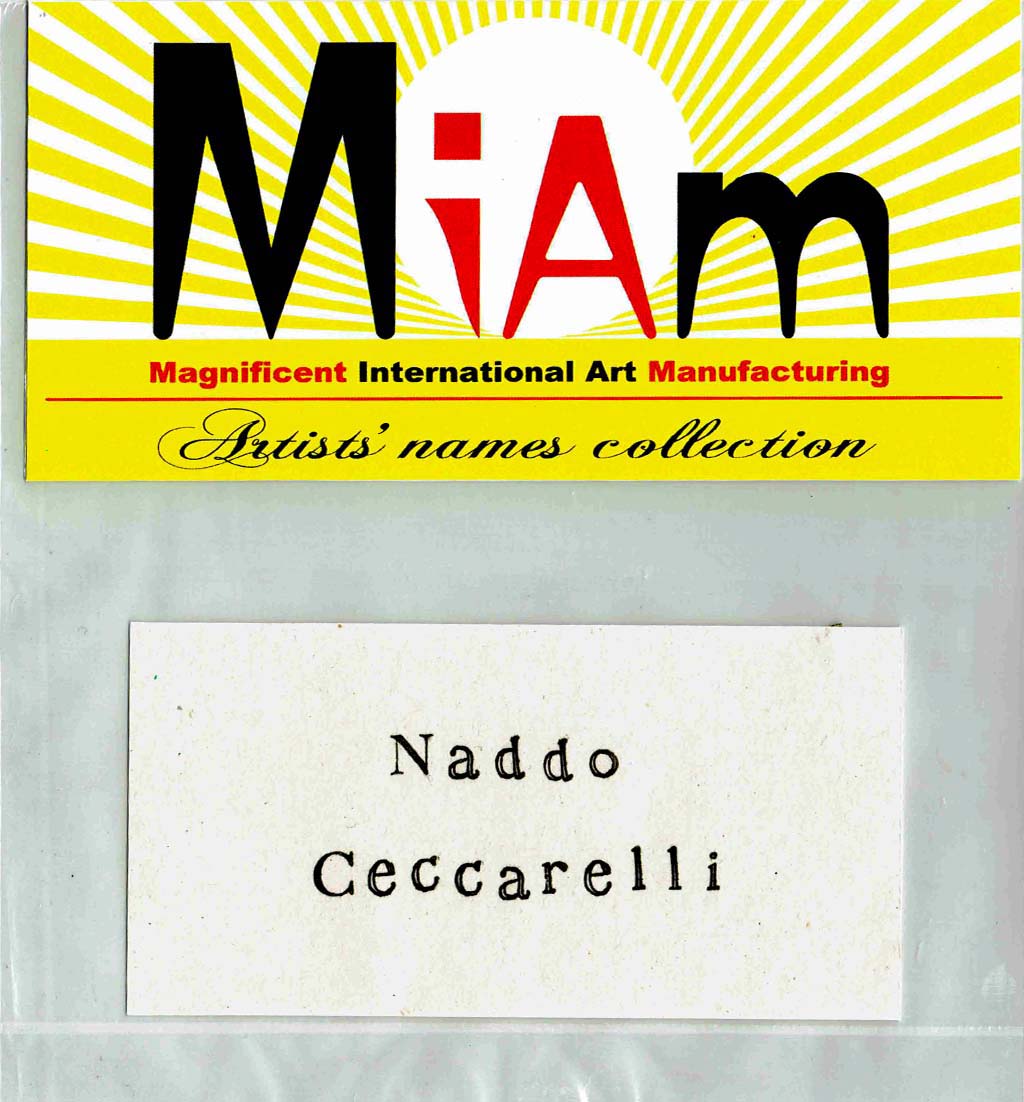 MiAm
Magnificent International Art Manufacturing
Artists' names collection
Naddo
Ceccarelli